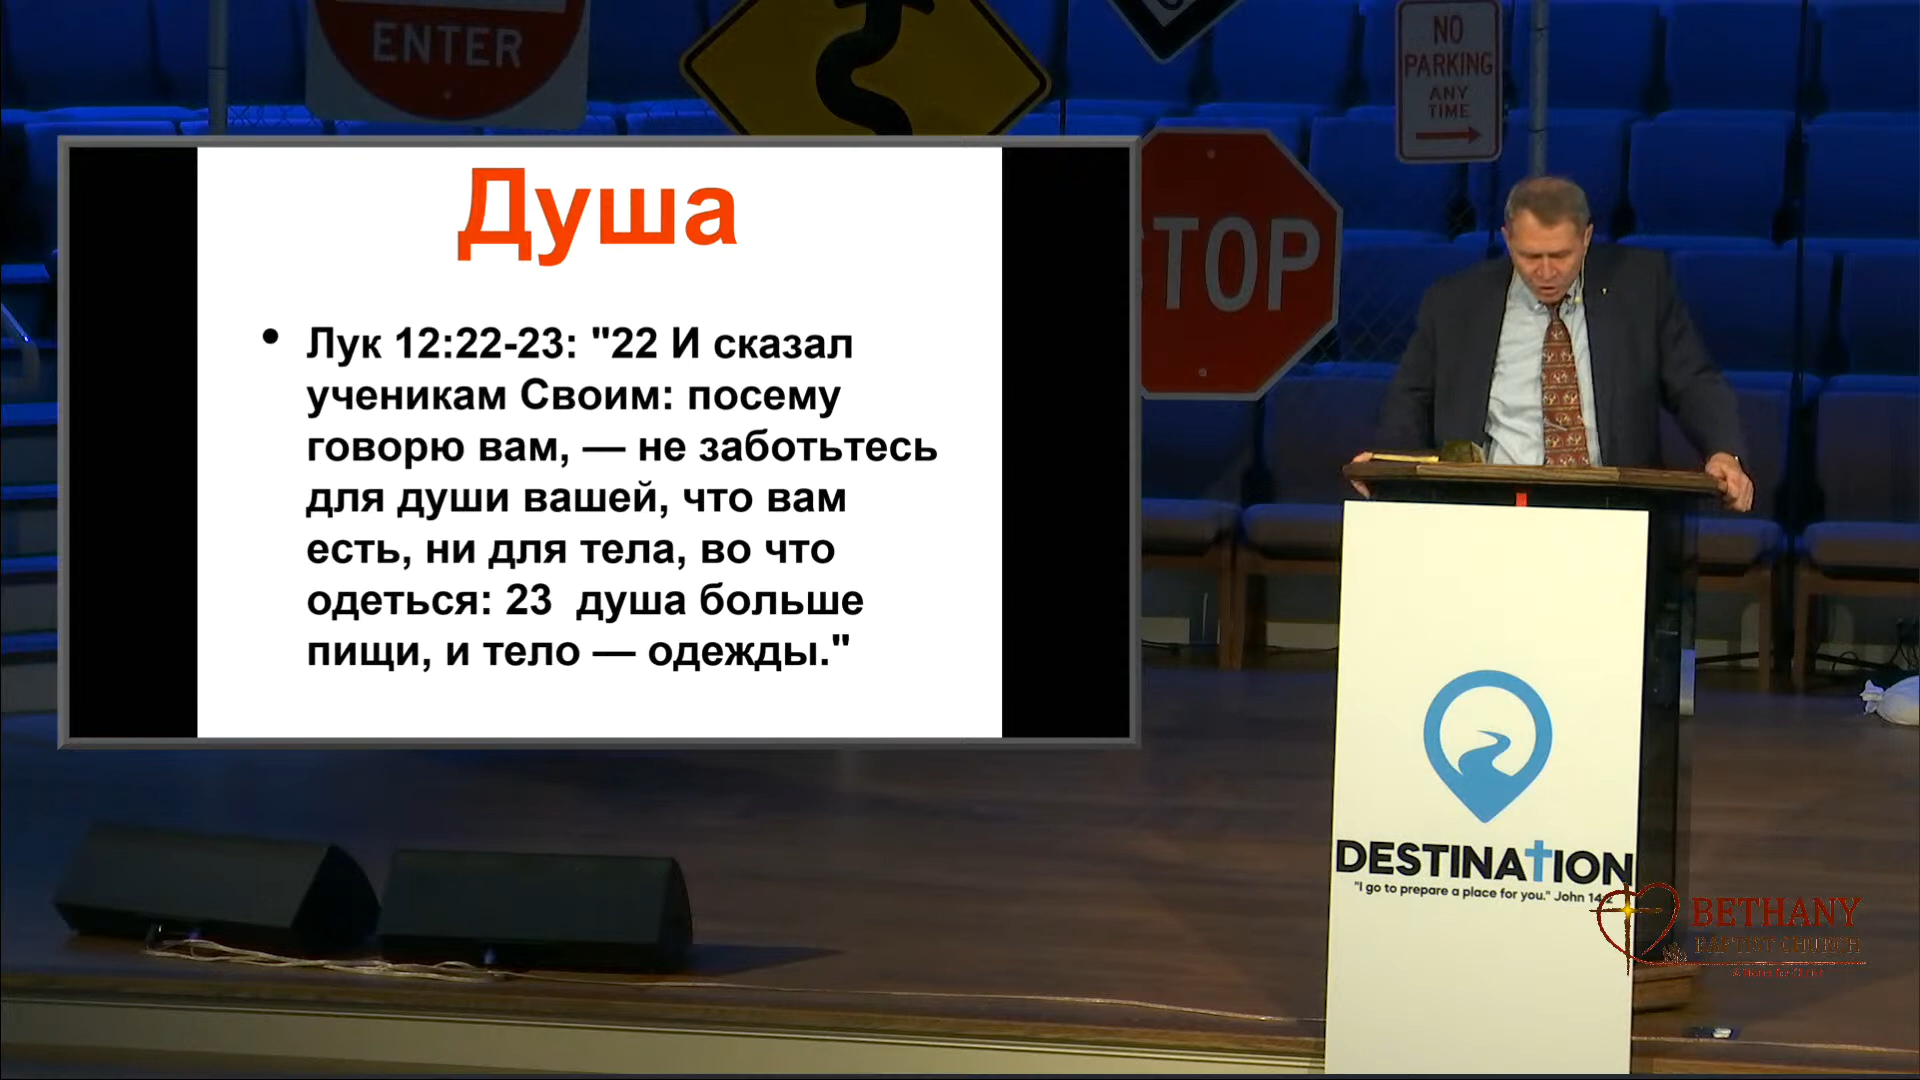 ENTER
NO
PARKING
ANY
TIME
Душа
TOP
• Лук 12:22-23: "22 И сказал
ученикам Своим: посему
говорю вам, — не заботьтесь
для души вашей, что вам
есть, ни для тела, во что
одеться: 23 душа больше
пищи, и тело — одежды."
DESTINATION
"I go to prepare a place for you." John 14:2
BETHANY
BAPTIST CHURCH